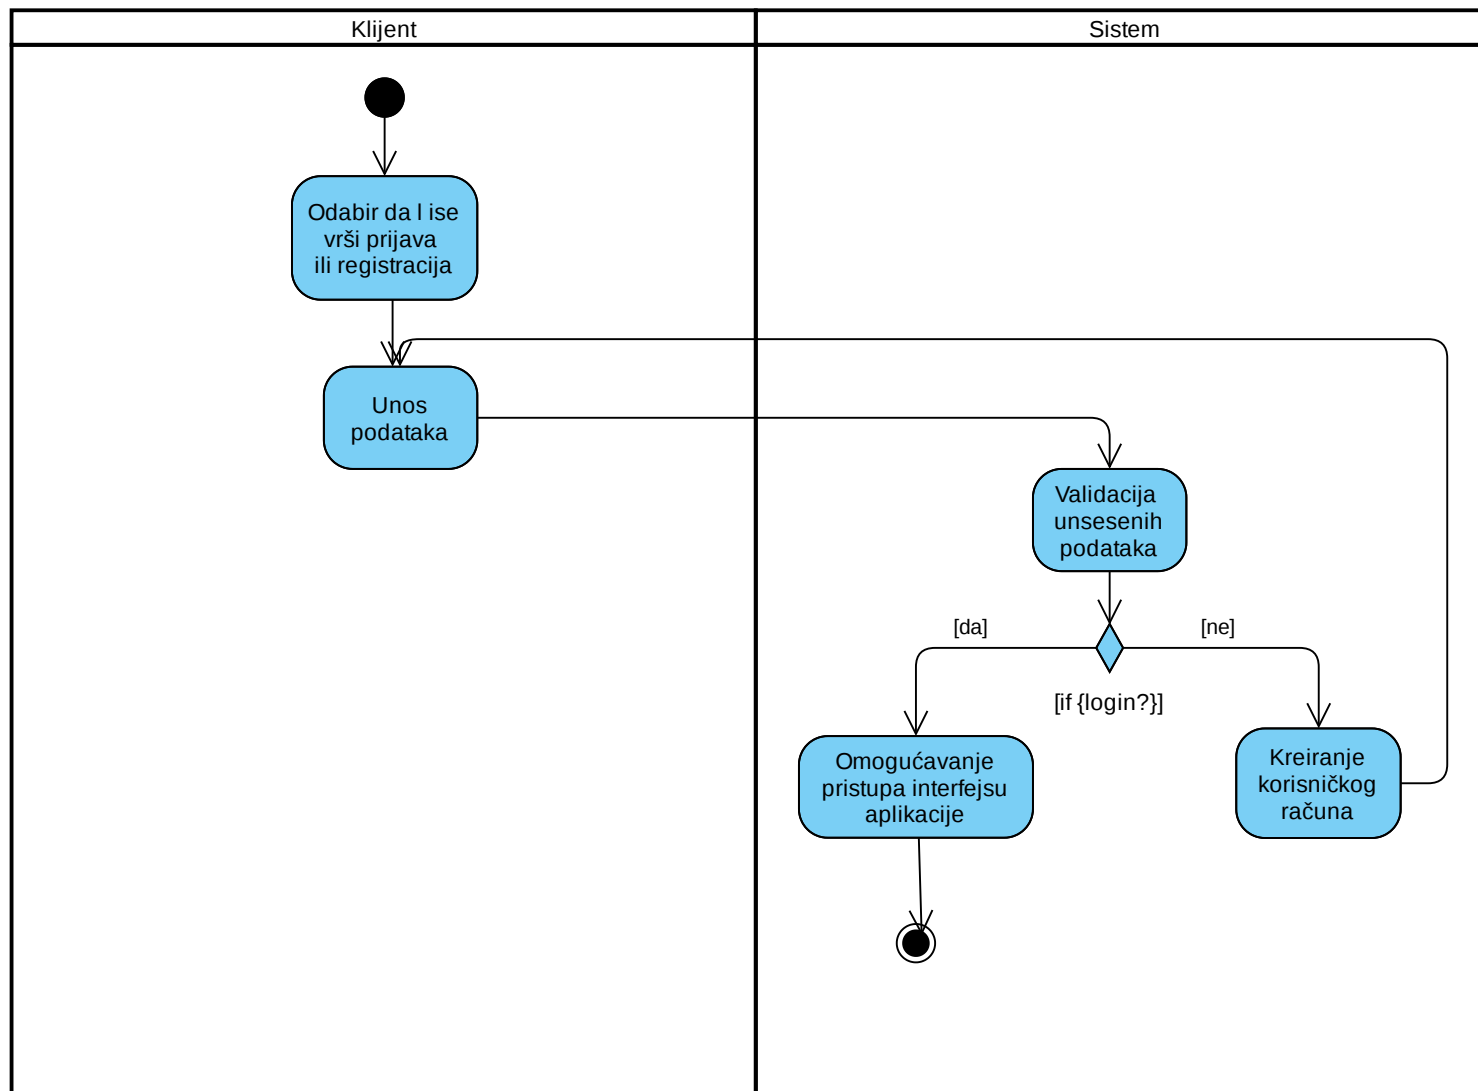 Klijent
Sistem
Odabir da l ise
vrši prijava
ili registracija
Unos
podataka
Validacija
unsesenih
podataka
[da]
[ne]
[if {login?}]
Omogućavanje
pristupa interfejsu
aplikacije
Kreiranje
korisničkog
računa